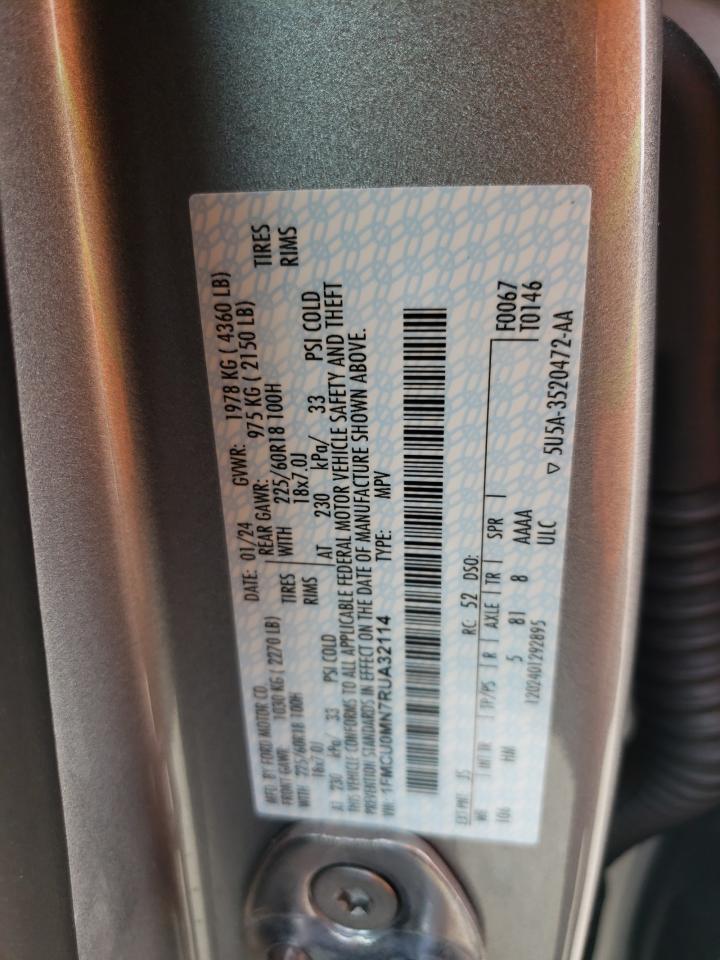 MFD. BY FORD MOTOR CO.
DATE: 01/24 GVWR: 1978 KG ( 4360 LB)
FRONT GAWR: 1030 KG ( 2270 LB) REAR GAWR: 975 KG ( 2150 LB)
WITH 225/60R18 100H TIRES WITH 225/60R18 100H TIRES
18x7.0J RIMS 18x7.0J RIMS
AT 230 kPa/ 33 PSI COLD AT 230 kPa/ 33 PSI COLD
THIS VEHICLE CONFORMS TO ALL APPLICABLE FEDERAL MOTOR VEHICLE SAFETY AND THEFT
PREVENTION STANDARDS IN EFFECT ON THE DATE OF MANUFACTURE SHOWN ABOVE.
VIN: 1FMCU0MN7RUA32114 TYPE: MPV
EXT PNT: RC: 52 DSO:
WB INT TR TP/PS R AXLE TR SPR F0067
106 HM 5 81 8 AAAA T0146
ULC
1202401292895 ▽ 5U5A-3520472-AA